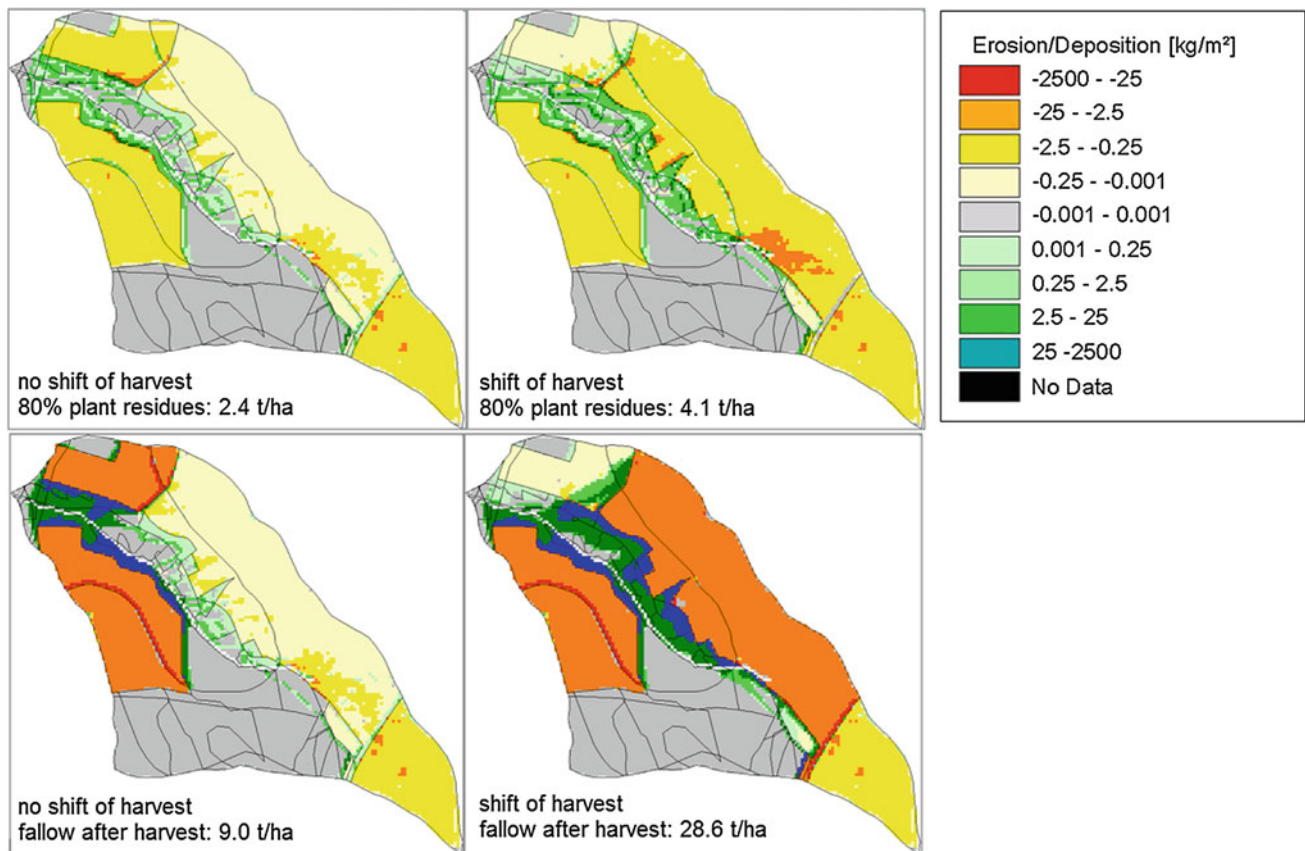 no shift of harvest
80% plant residues: 2.4 t/ha
shift of harvest
80% plant residues: 4.1 t/ha
Erosion/Deposition [kg/m²]
-2500 - -25
-25 - -2.5
-2.5 - -0.25
-0.25 - -0.001
-0.001 - 0.001
0.001 - 0.25
0.25 - 2.5
2.5 - 25
25 -2500
No Data
no shift of harvest
fallow after harvest: 9.0 t/ha
shift of harvest
fallow after harvest: 28.6 t/ha